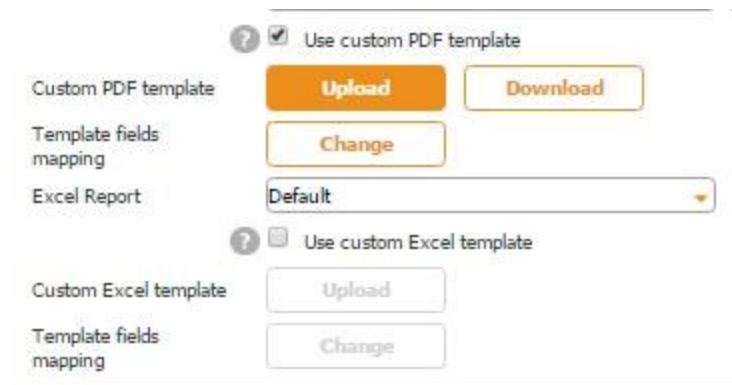 ? Use custom PDF template
Custom PDF template Upload Download
Template fields
mapping Change
Excel Report Default
? Use custom Excel template
Custom Excel template Upload
Template fields
mapping Change